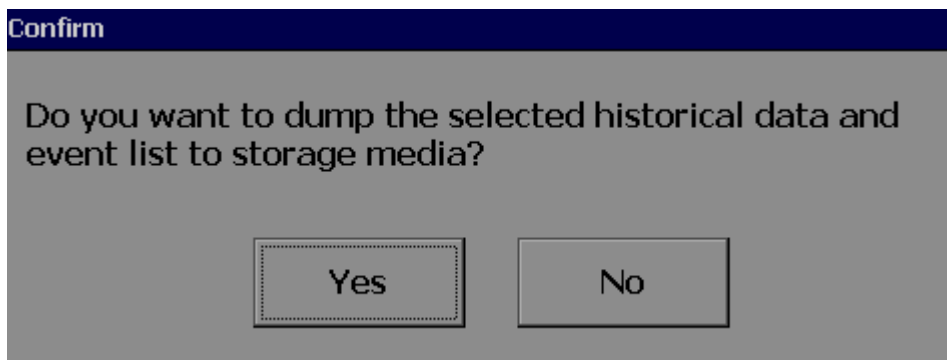 Confirm
Do you want to dump the selected historical data and
event list to storage media?
Yes No